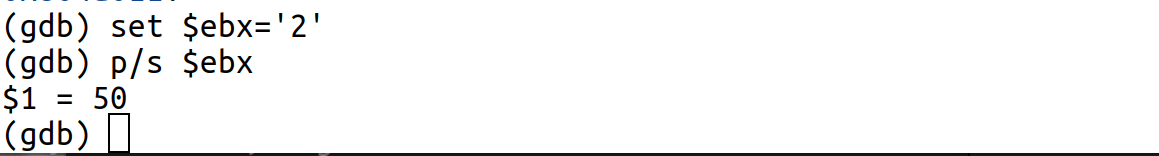 (gdb) set $ebx='2'
(gdb) p/s $ebx
$1 = 50
(gdb)